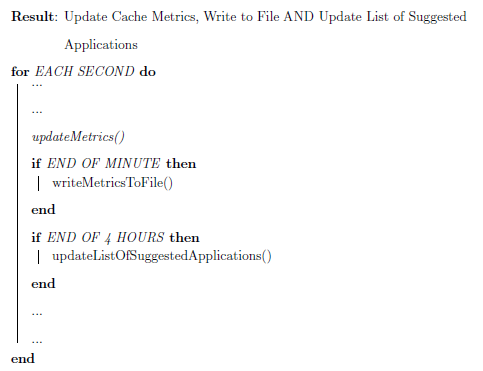 Result: Update Cache Metrics, Write to File AND Update List of Suggested
Applications
for EACH SECOND do
...
...
updateMetrics()
if END OF MINUTE then
writeMetricsToFile()
end
if END OF 4 HOURS then
updateListOfSuggestedApplications()
end
...
...
end